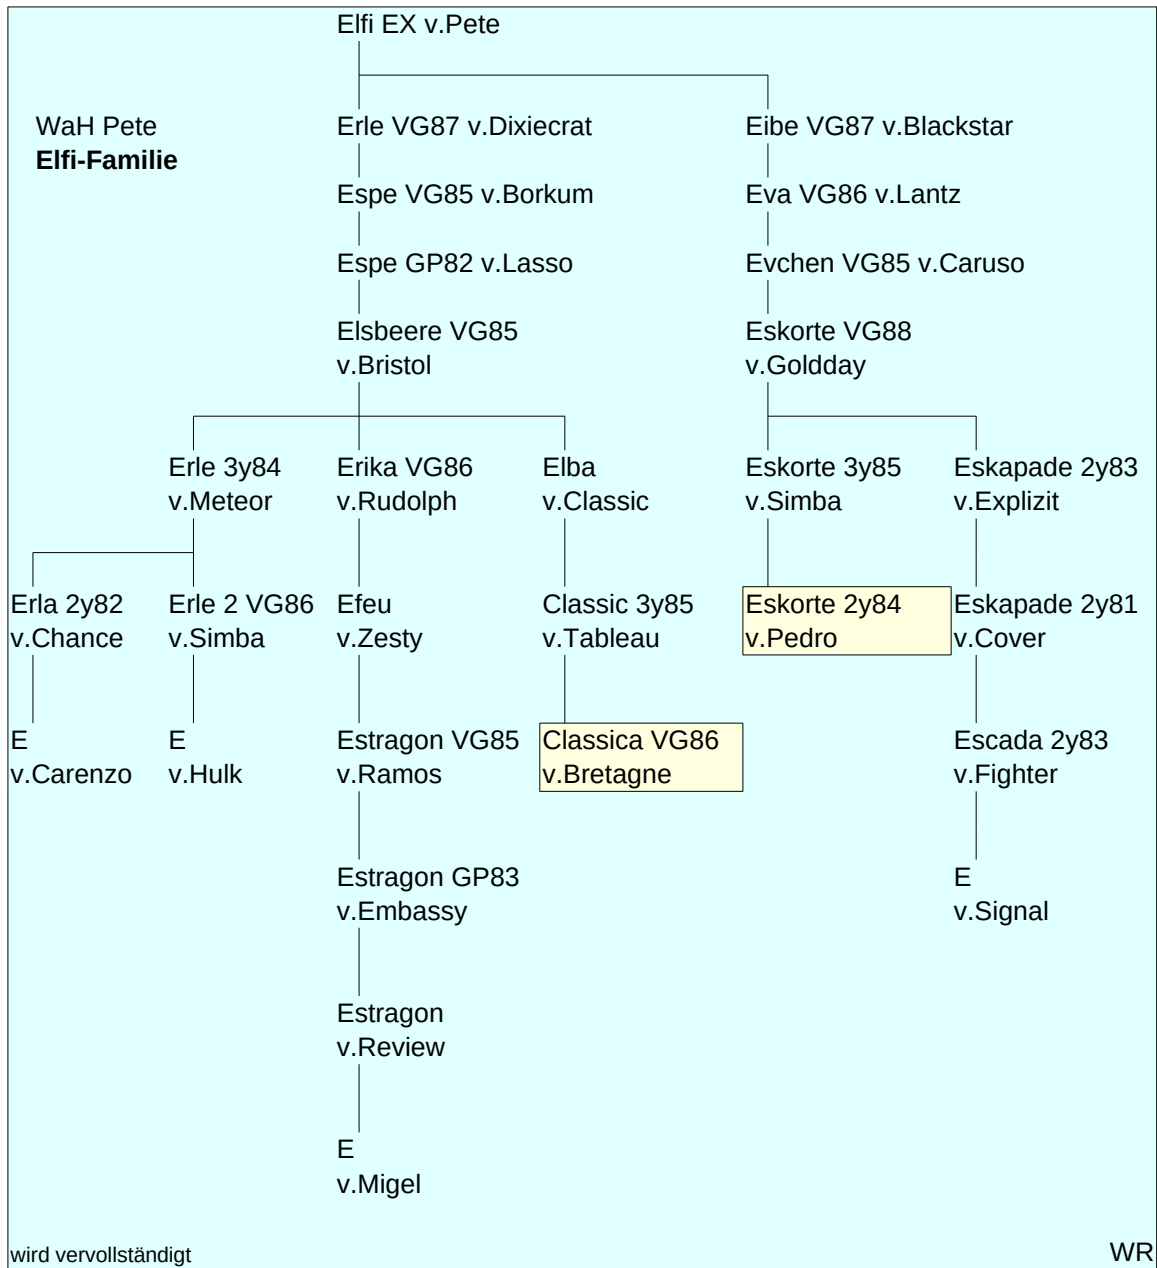 Elfi EX v.Pete
WaH Pete
Elfi-Familie
Erle VG87 v.Dixiecrat
Eibe VG87 v.Blackstar
Espe VG85 v.Borkum
Eva VG86 v.Lantz
Espe GP82 v.Lasso
Evchen VG85 v.Caruso
Elsbeere VG85
v.Bristol
Eskorte VG88
v.Goldday
Erle 3y84
v.Meteor
Erika VG86
v.Rudolph
Elba
v.Classic
Eskorte 3y85
v.Simba
Eskapade 2y83
v.Explizit
Erla 2y82
v.Chance
Erle 2 VG86
v.Simba
Efeu
v.Zesty
Classic 3y85
v.Tableau
Eskorte 2y84
v.Pedro
Eskapade 2y81
v.Cover
E
v.Carenzo
E
v.Hulk
Estragon VG85
v.Ramos
Classica VG86
v.Bretagne
Escada 2y83
v.Fighter
Estragon GP83
v.Embassy
E
v.Signal
Estragon
v.Review
E
v.Migel
wird vervollständigt
WR